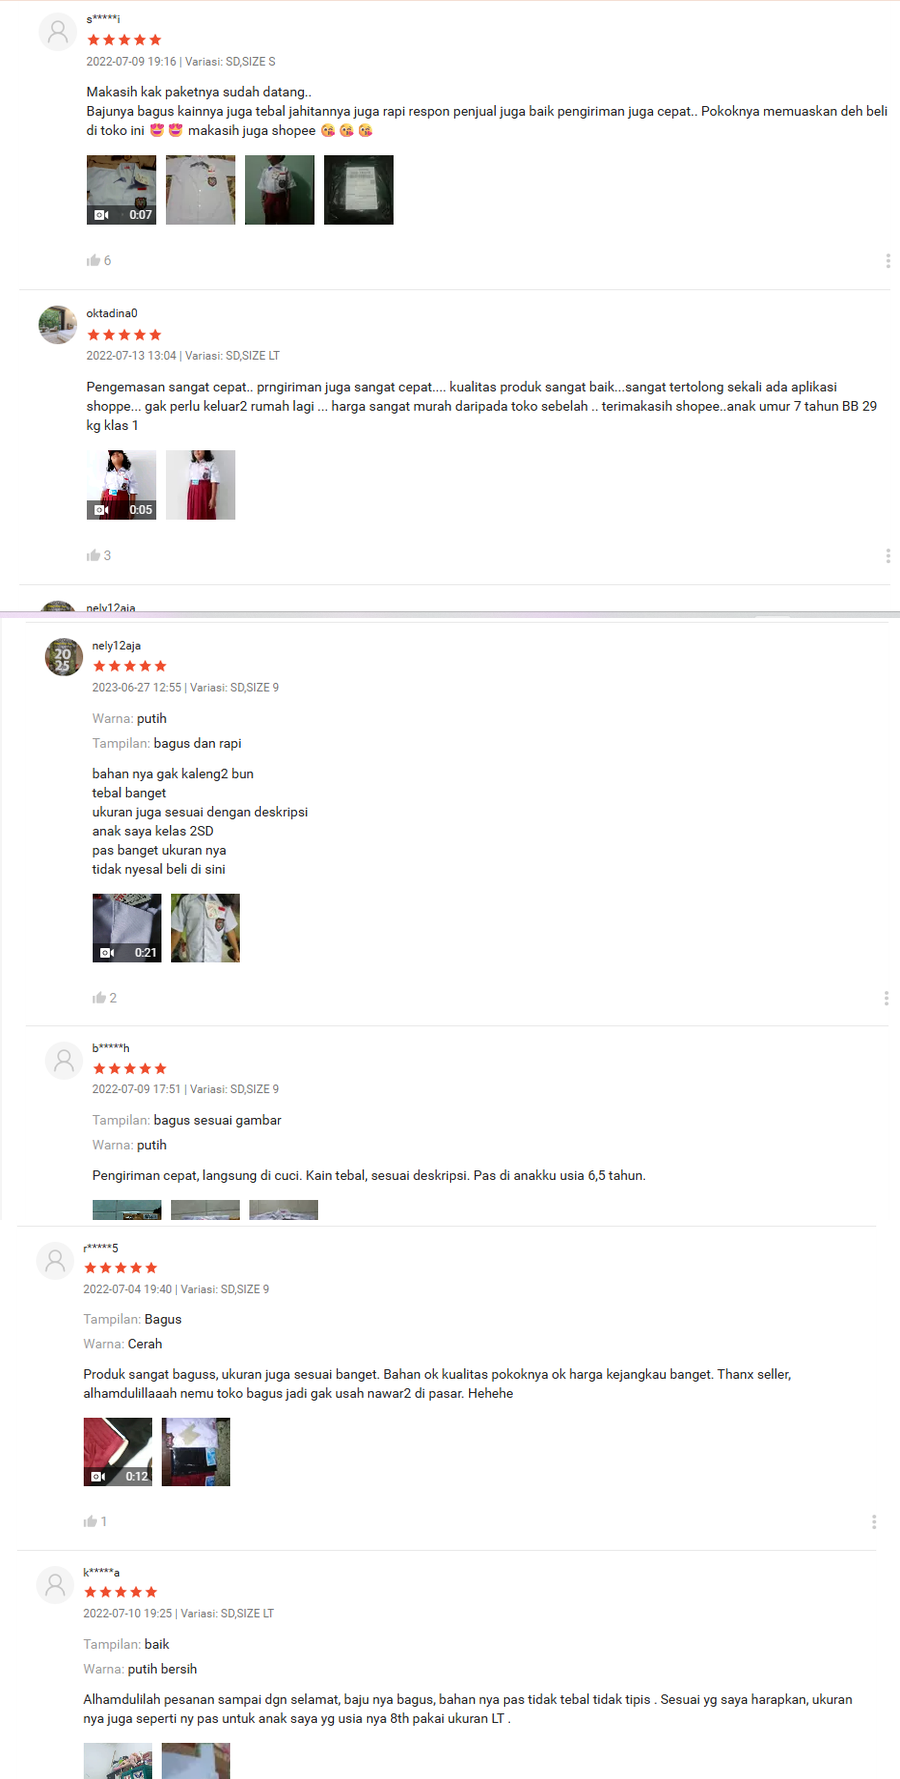 s*****i
2022-07-09 19:16 | Variasi: SD,SIZE S
Makasih kak paketnya sudah datang..
Bajunya bagus kainnya juga tebal jahitannya juga rapi respon penjual juga baik pengiriman juga cepat.. Pokoknya memuaskan deh beli
di toko ini 😍 😍 makasih juga shopee 😘 😘 😘
0:07
6
oktadina0
2022-07-13 13:04 | Variasi: SD,SIZE LT
Pengemasan sangat cepat.. prngiriman juga sangat cepat.... kualitas produk sangat baik...sangat tertolong sekali ada aplikasi
shoppe... gak perlu keluar2 rumah lagi ... harga sangat murah daripada toko sebelah .. terimakasih shopee..anak umur 7 tahun BB 29
kg klas 1
0:05
3
nely12aja
20
25
nely12aja
2023-06-27 12:55 | Variasi: SD,SIZE 9
Warna: putih
Tampilan: bagus dan rapi
bahan nya gak kaleng2 bun
tebal banget
ukuran juga sesuai dengan deskripsi
anak saya kelas 2SD
pas banget ukuran nya
tidak nyesal beli di sini
0:21
2
b*****h
2022-07-09 17:51 | Variasi: SD,SIZE 9
Tampilan: bagus sesuai gambar
Warna: putih
Pengiriman cepat, langsung di cuci. Kain tebal, sesuai deskripsi. Pas di anakku usia 6,5 tahun.
r*****5
2022-07-04 19:40 | Variasi: SD,SIZE 9
Tampilan: Bagus
Warna: Cerah
Produk sangat baguss, ukuran juga sesuai banget. Bahan ok kualitas pokoknya ok harga kejangkau banget. Thanx seller,
alhamdulillaaah nemu toko bagus jadi gak usah nawar2 di pasar. Hehehe
0:12
1
k*****a
2022-07-10 19:25 | Variasi: SD,SIZE LT
Tampilan: baik
Warna: putih bersih
Alhamdulilah pesanan sampai dgn selamat, baju nya bagus, bahan nya pas tidak tebal tidak tipis . Sesuai yg saya harapkan, ukuran
nya juga seperti ny pas untuk anak saya yg usia nya 8th pakai ukuran LT .